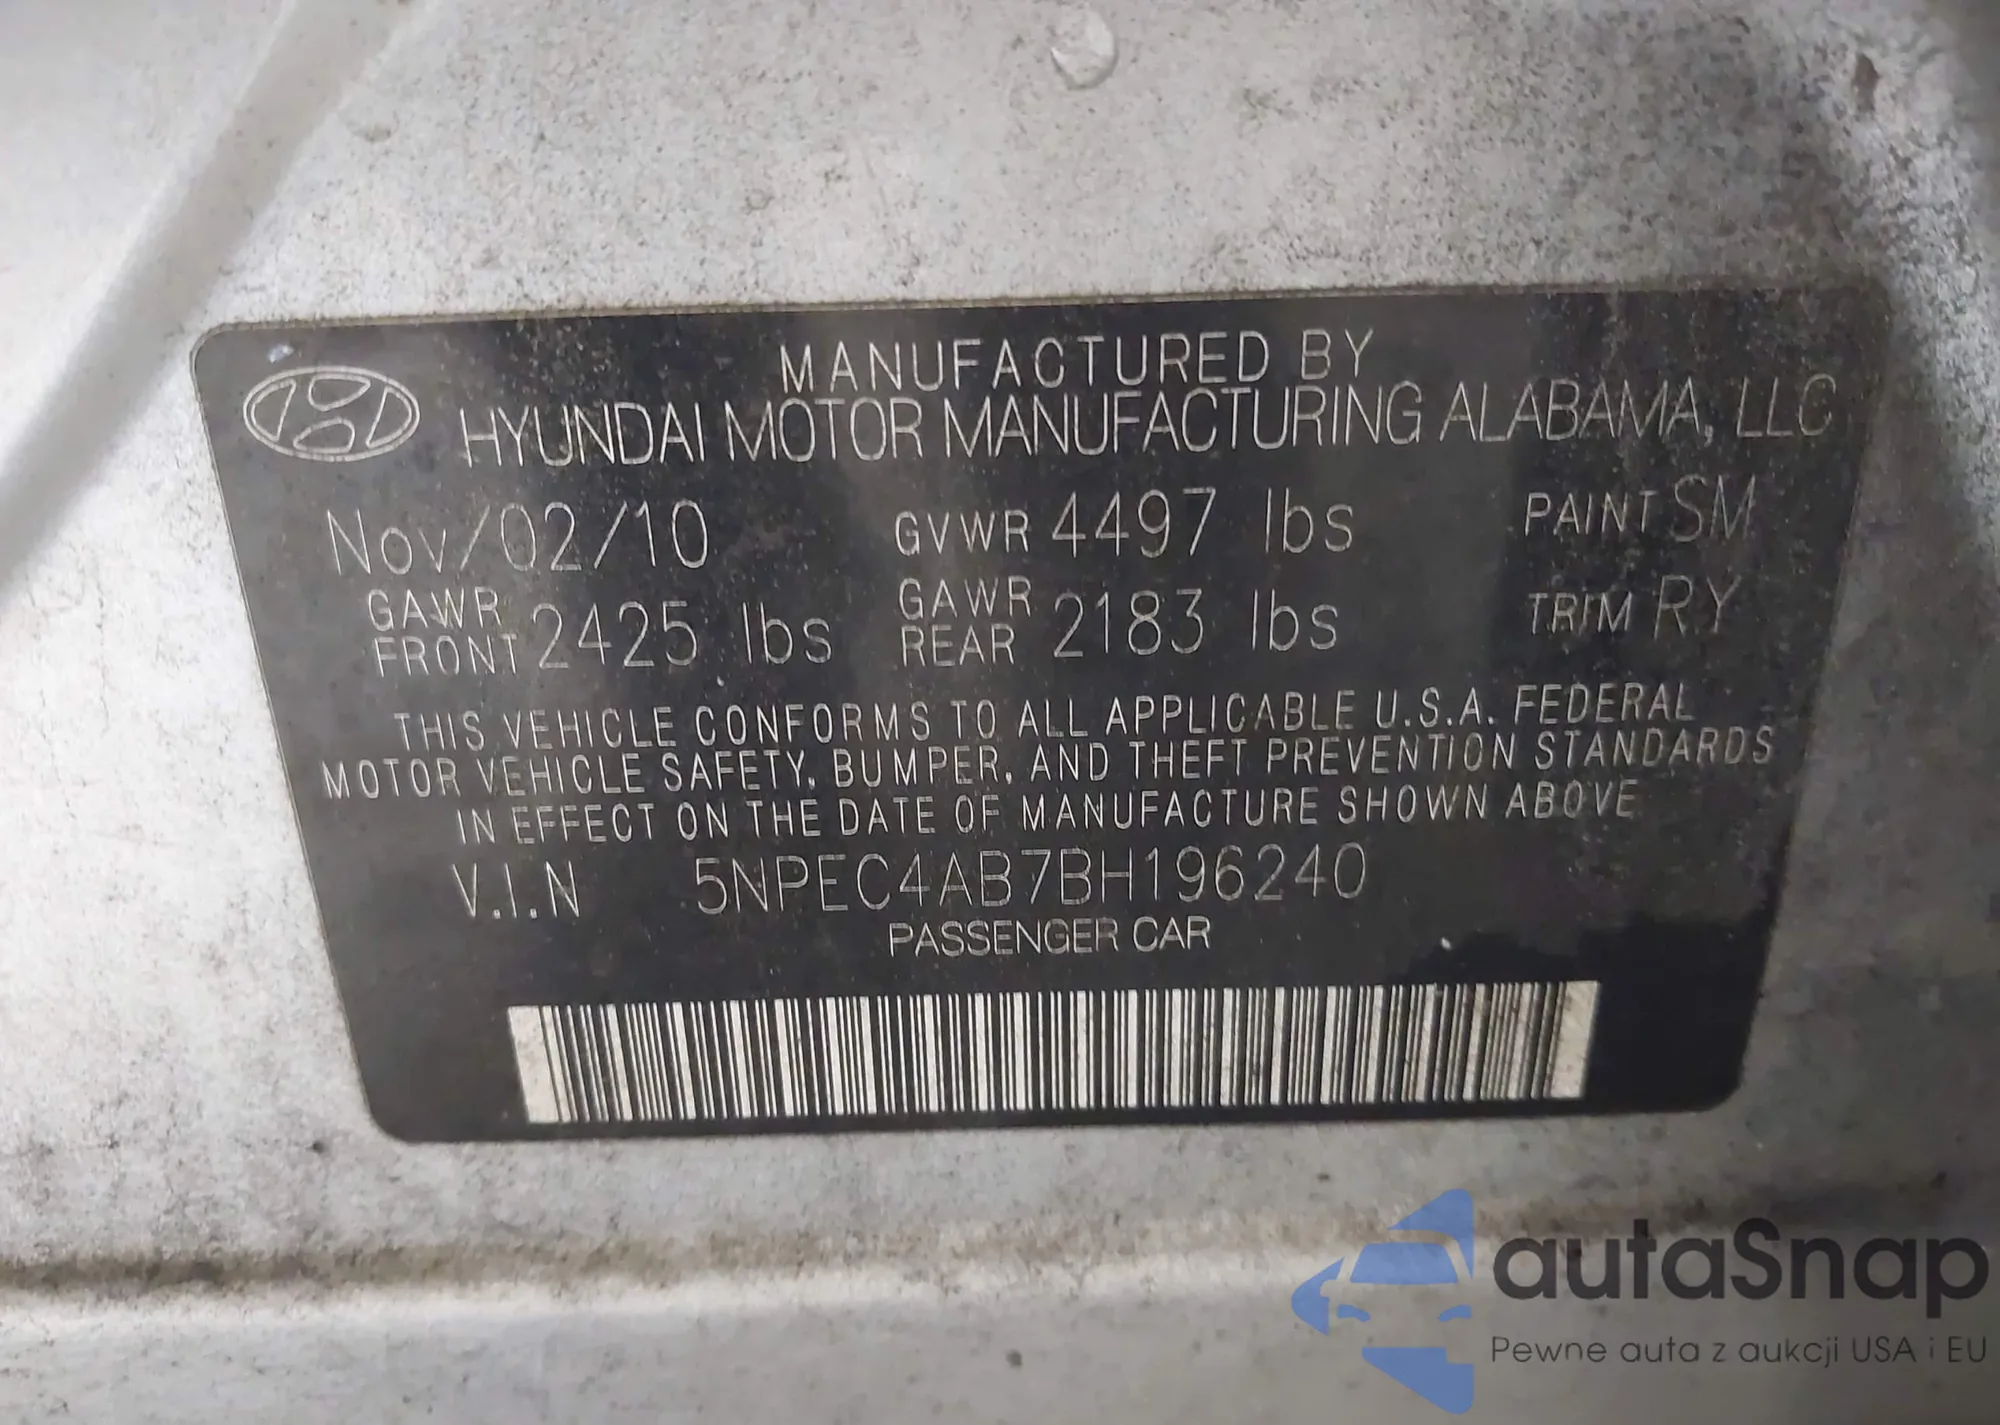 MANUFACTURED BY
HYUNDAI MOTOR MANUFACTURING ALABAMA, LLC
Nov/02/10 GVWR 4497 lbs PAINT SM
GAWR FRONT 2425 lbs GAWR REAR 2183 lbs TRIM RY
THIS VEHICLE CONFORMS TO ALL APPLICABLE U.S.A. FEDERAL
MOTOR VEHICLE SAFETY, BUMPER, AND THEFT PREVENTION STANDARDS
IN EFFECT ON THE DATE OF MANUFACTURE SHOWN ABOVE
V.I.N 5NPEC4AB7BH196240
PASSENGER CAR
autaSnap
Pewne auta z aukcji USA i EU